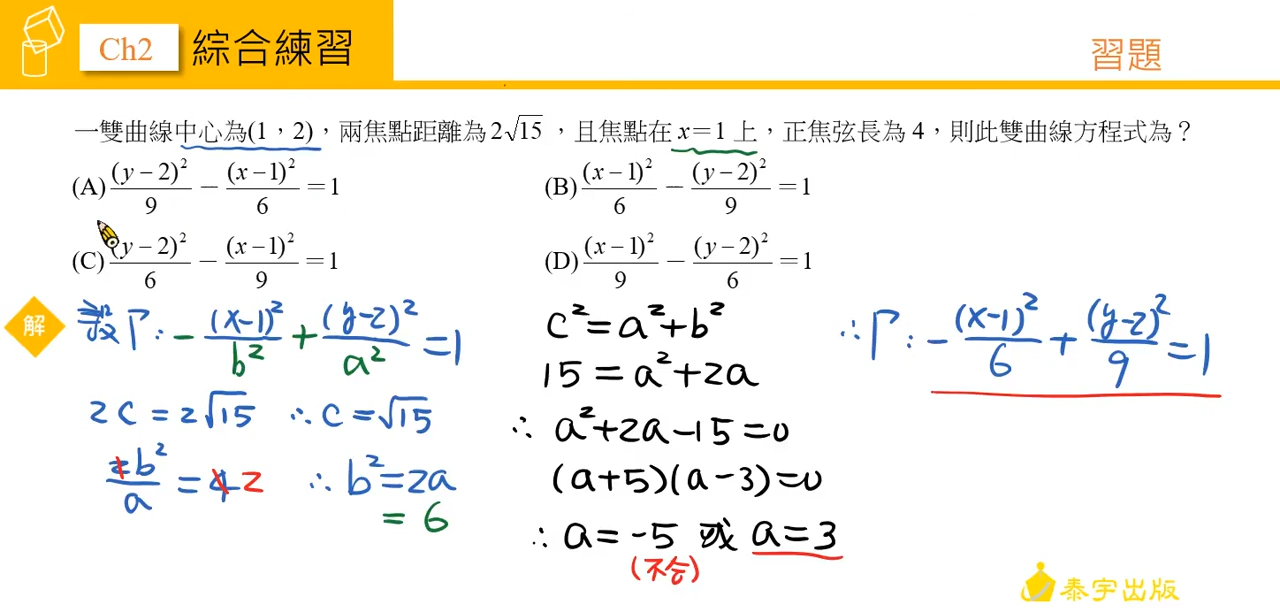 Ch2 綜合練習
習題
一雙曲線中心為(1,2),兩焦點距離為 2√15,且焦點在 x=1 上,正焦弦長為 4,則此雙曲線方程式為?
(A) (y−2)²/9 − (x−1)²/6 = 1
(B) (x−1)²/6 − (y−2)²/9 = 1
(C) (y−2)²/6 − (x−1)²/9 = 1
(D) (x−1)²/9 − (y−2)²/6 = 1
解
設Γ: −(x−1)²/b² + (y−2)²/a² = 1
2c = 2√15 ∴ c = √15
2b²/a = 4 2 ∴ b² = 2a
= 6
c² = a² + b²
15 = a² + 2a
∴ a² + 2a − 15 = 0
(a+5)(a−3) = 0
∴ a = −5 或 a = 3
(不合)
∴Γ: −(x−1)²/6 + (y−2)²/9 = 1
泰宇出版